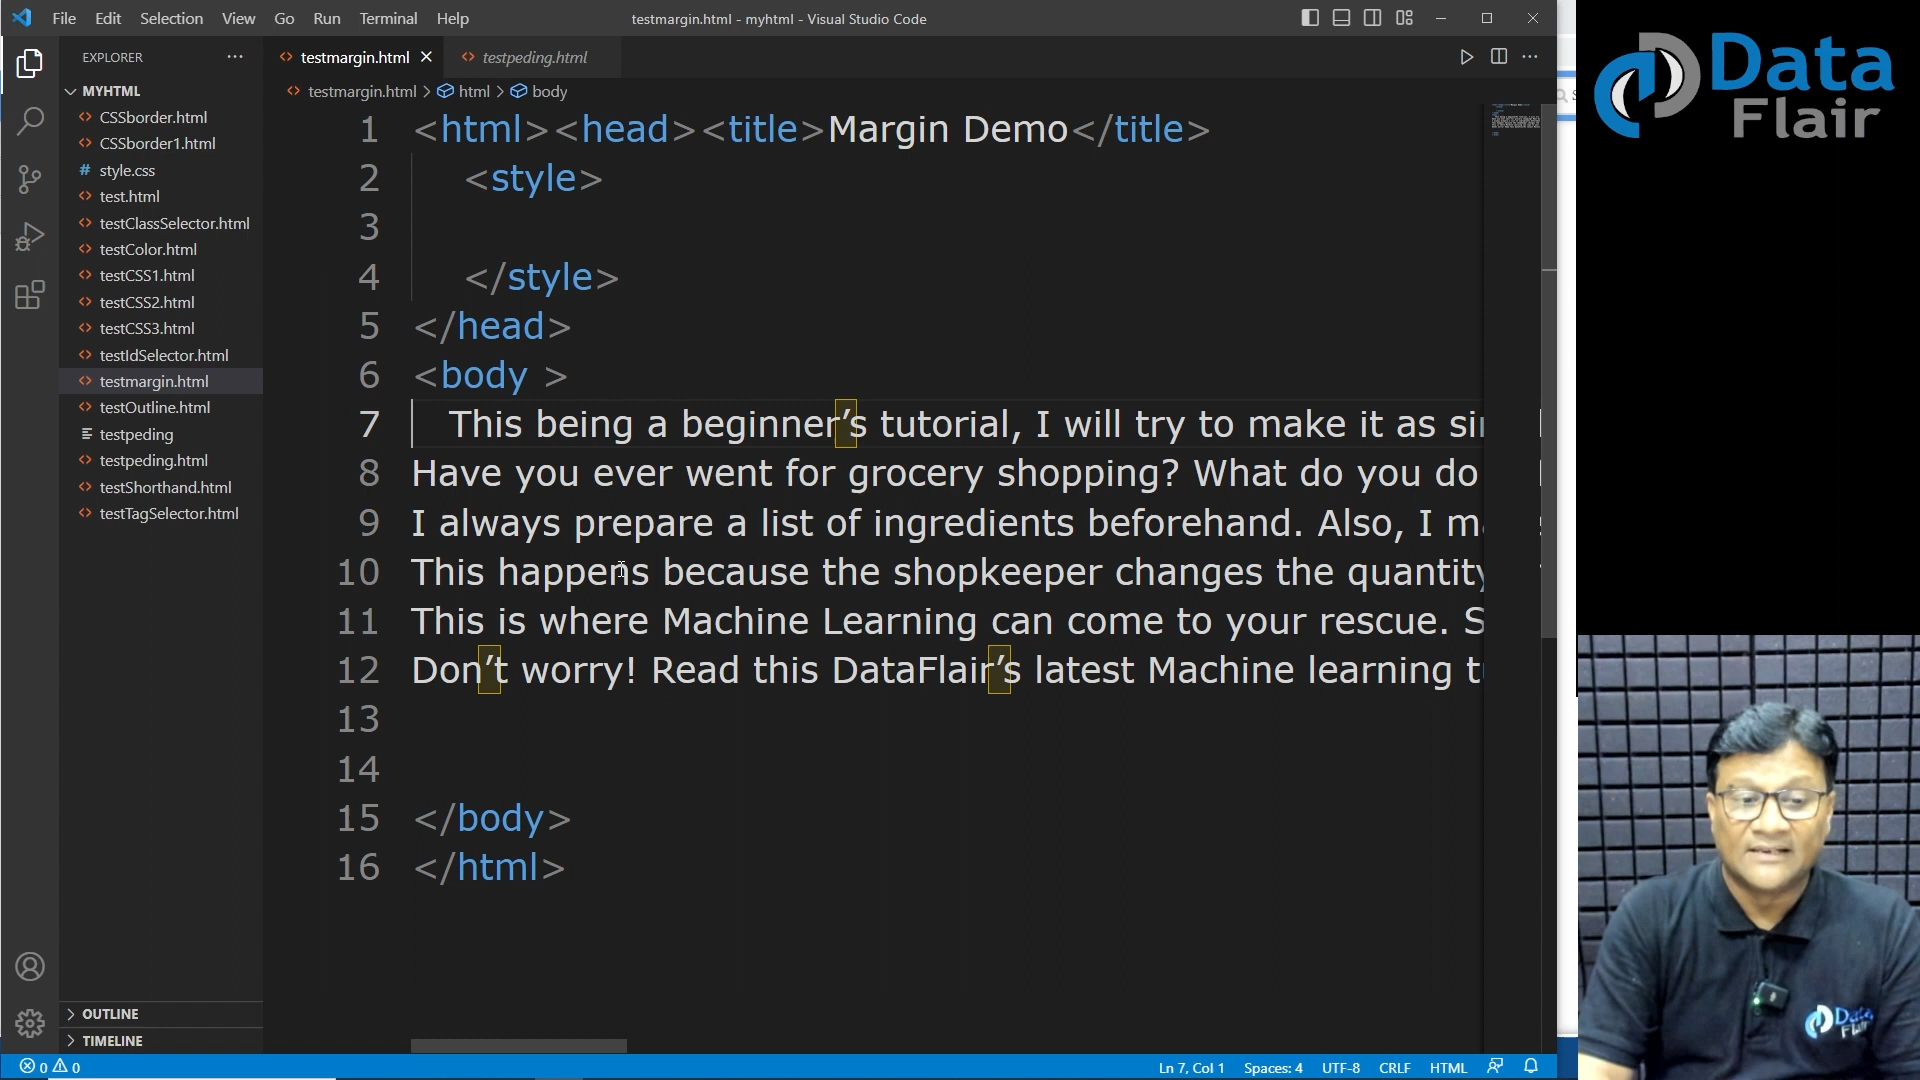 File Edit Selection View Go Run Terminal Help
testmargin.html - myhtml - Visual Studio Code
EXPLORER
testmargin.html
testpeding.html
testmargin.html > html > body
MYHTML
CSSborder.html
CSSborder1.html
# style.css
test.html
testClassSelector.html
testColor.html
testCSS1.html
testCSS2.html
testCSS3.html
testIdSelector.html
testmargin.html
testOutline.html
testpeding
testpeding.html
testShorthand.html
testTagSelector.html
OUTLINE
TIMELINE
1 <html><head><title>Margin Demo</title>
2 <style>
3
4 </style>
5 </head>
6 <body >
7 This being a beginner’s tutorial, I will try to make it as
8 Have you ever went for grocery shopping? What do you do
9 I always prepare a list of ingredients beforehand. Also, I
10 This happens because the shopkeeper changes the quantity
11 This is where Machine Learning can come to your rescue.
12 Don’t worry! Read this DataFlair’s latest Machine learning
13
14
15 </body>
16 </html>
0 0
Ln 7, Col 1 Spaces: 4 UTF-8 CRLF HTML
Data
Flair
Data
Flair